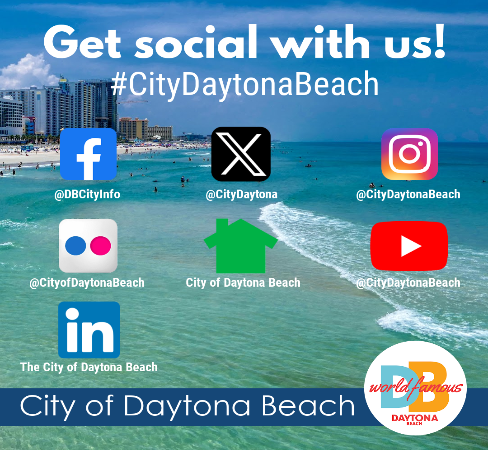 Get social with us!
#CityDaytonaBeach
@DBCityInfo
@CityDaytona
@CityDaytonaBeach
@CityofDaytonaBeach
City of Daytona Beach
@CityDaytonaBeach
in
The City of Daytona Beach
City of Daytona Beach
DB
world famous
DAYTONA
BEACH